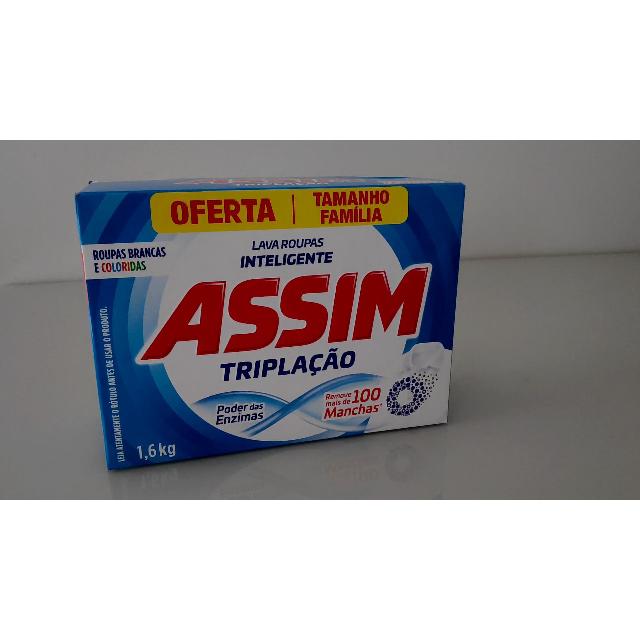 OFERTA
TAMANHO
FAMÍLIA
LAVA ROUPAS
INTELIGENTE
ROUPAS BRANCAS
E COLORIDAS
ASSIM
TRIPLAÇÃO
Poder das
Enzimas
Remove
mais de 100
Manchas*
LEIA ATENTAMENTE O RÓTULO ANTES DE USAR O PRODUTO.
1,6 kg